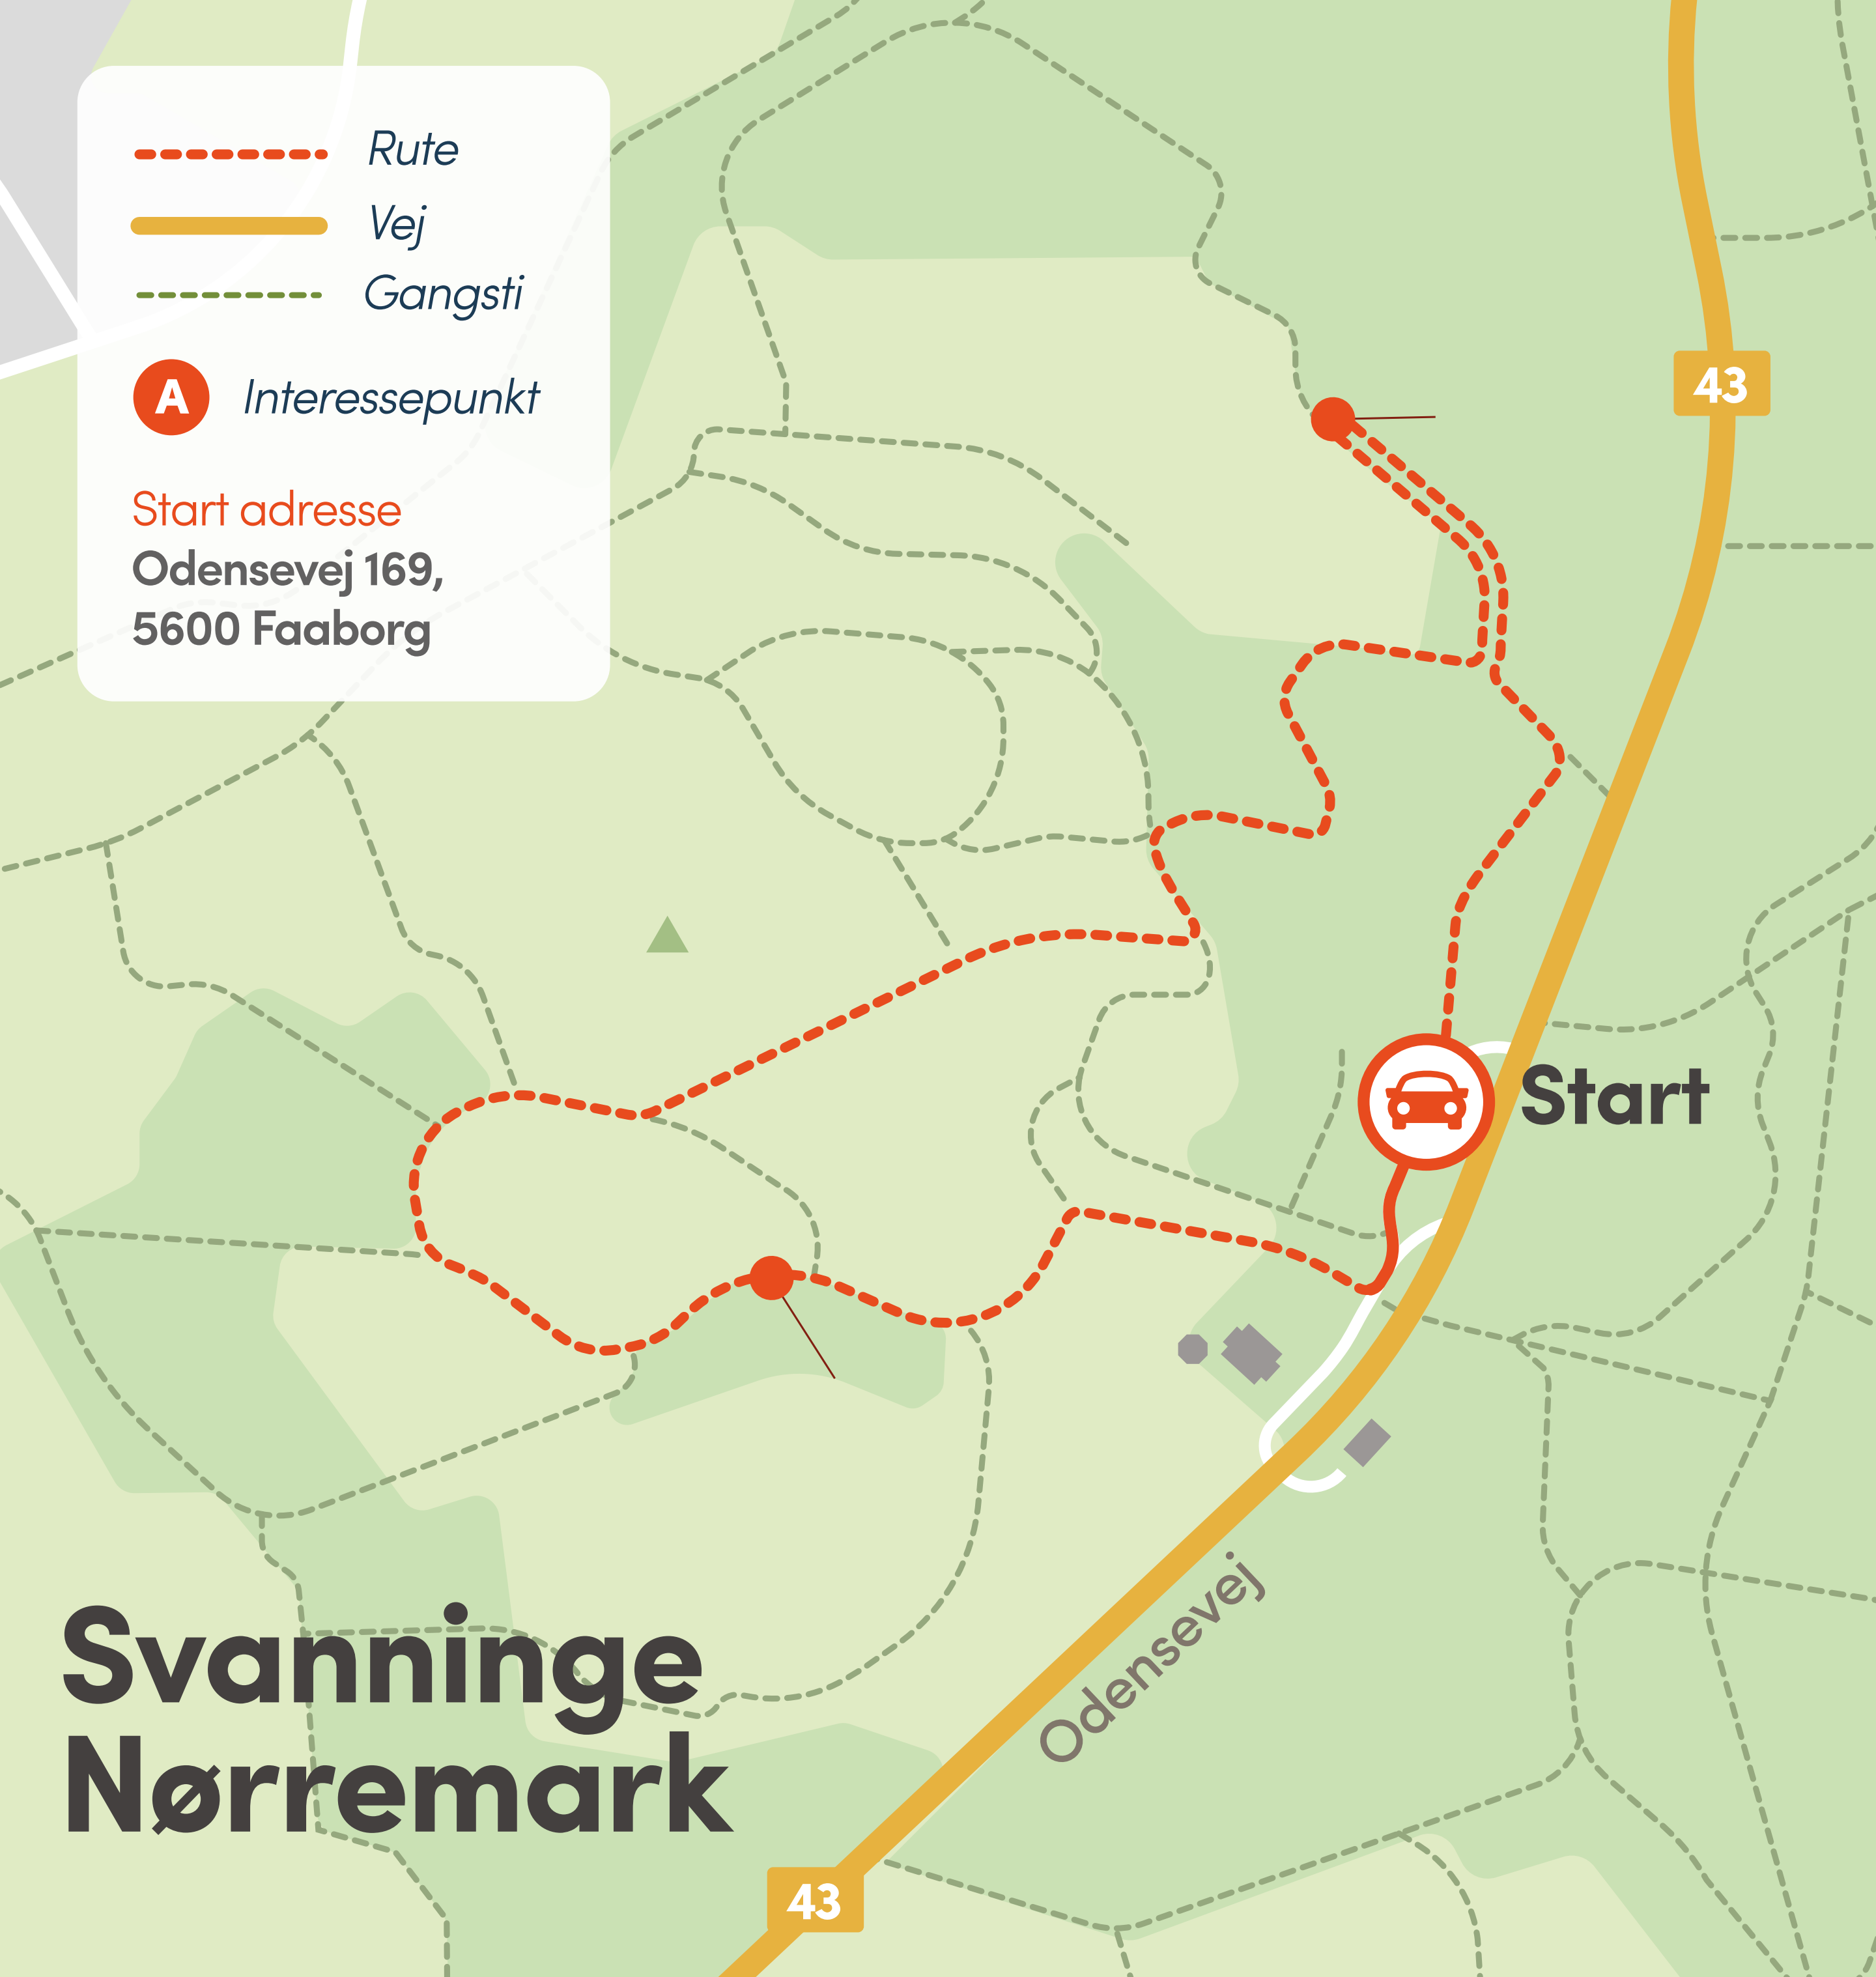 Rute
Vej
Gangsti
A Interessepunkt
Start adresse
Odensevej 169,
5600 Faaborg
43
Start
Odensevej
Svanninge
Nørremark
43